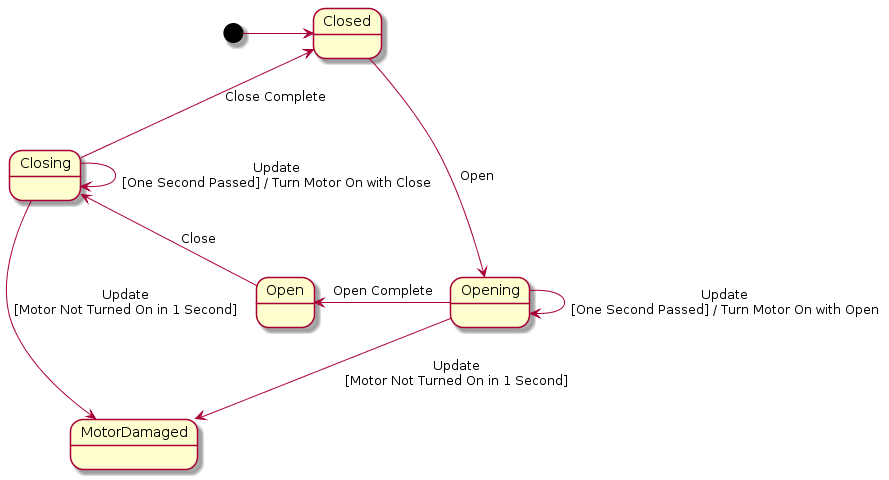 Closed
Close Complete
Closing
Update
[One Second Passed] / Turn Motor On with Close
Open
Close
Open
Open Complete
Opening
Update
[One Second Passed] / Turn Motor On with Open
Update
[Motor Not Turned On in 1 Second]
Update
[Motor Not Turned On in 1 Second]
MotorDamaged